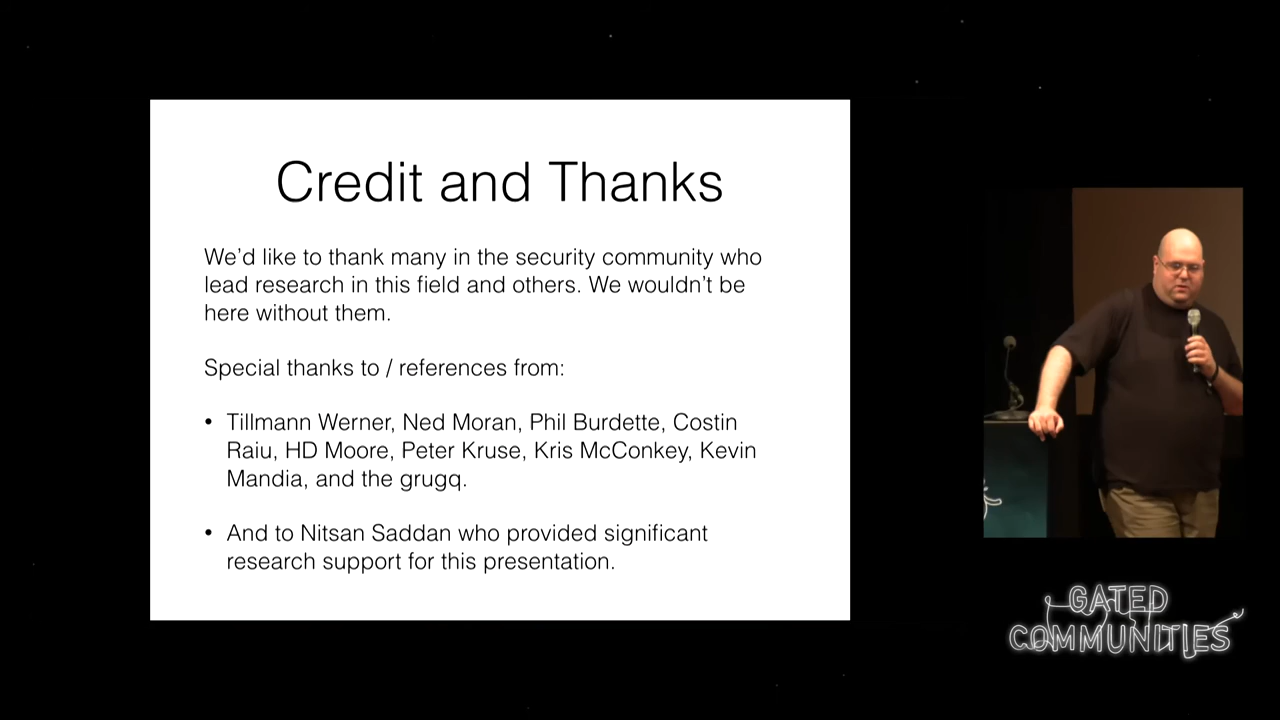 Credit and Thanks
We'd like to thank many in the security community who
lead research in this field and others. We wouldn't be
here without them.
Special thanks to / references from:
• Tillmann Werner, Ned Moran, Phil Burdette, Costin
Raiu, HD Moore, Peter Kruse, Kris McConkey, Kevin
Mandia, and the grugq.
• And to Nitsan Saddan who provided significant
research support for this presentation.
GATED
COMMUNITIES